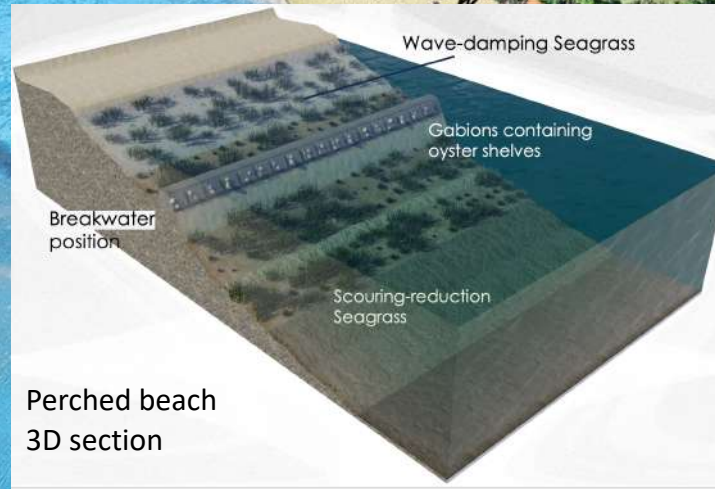 Wave-damping Seagrass
Gabions containing
oyster shelves
Breakwater
position
Scouring-reduction
Seagrass
Perched beach
3D section